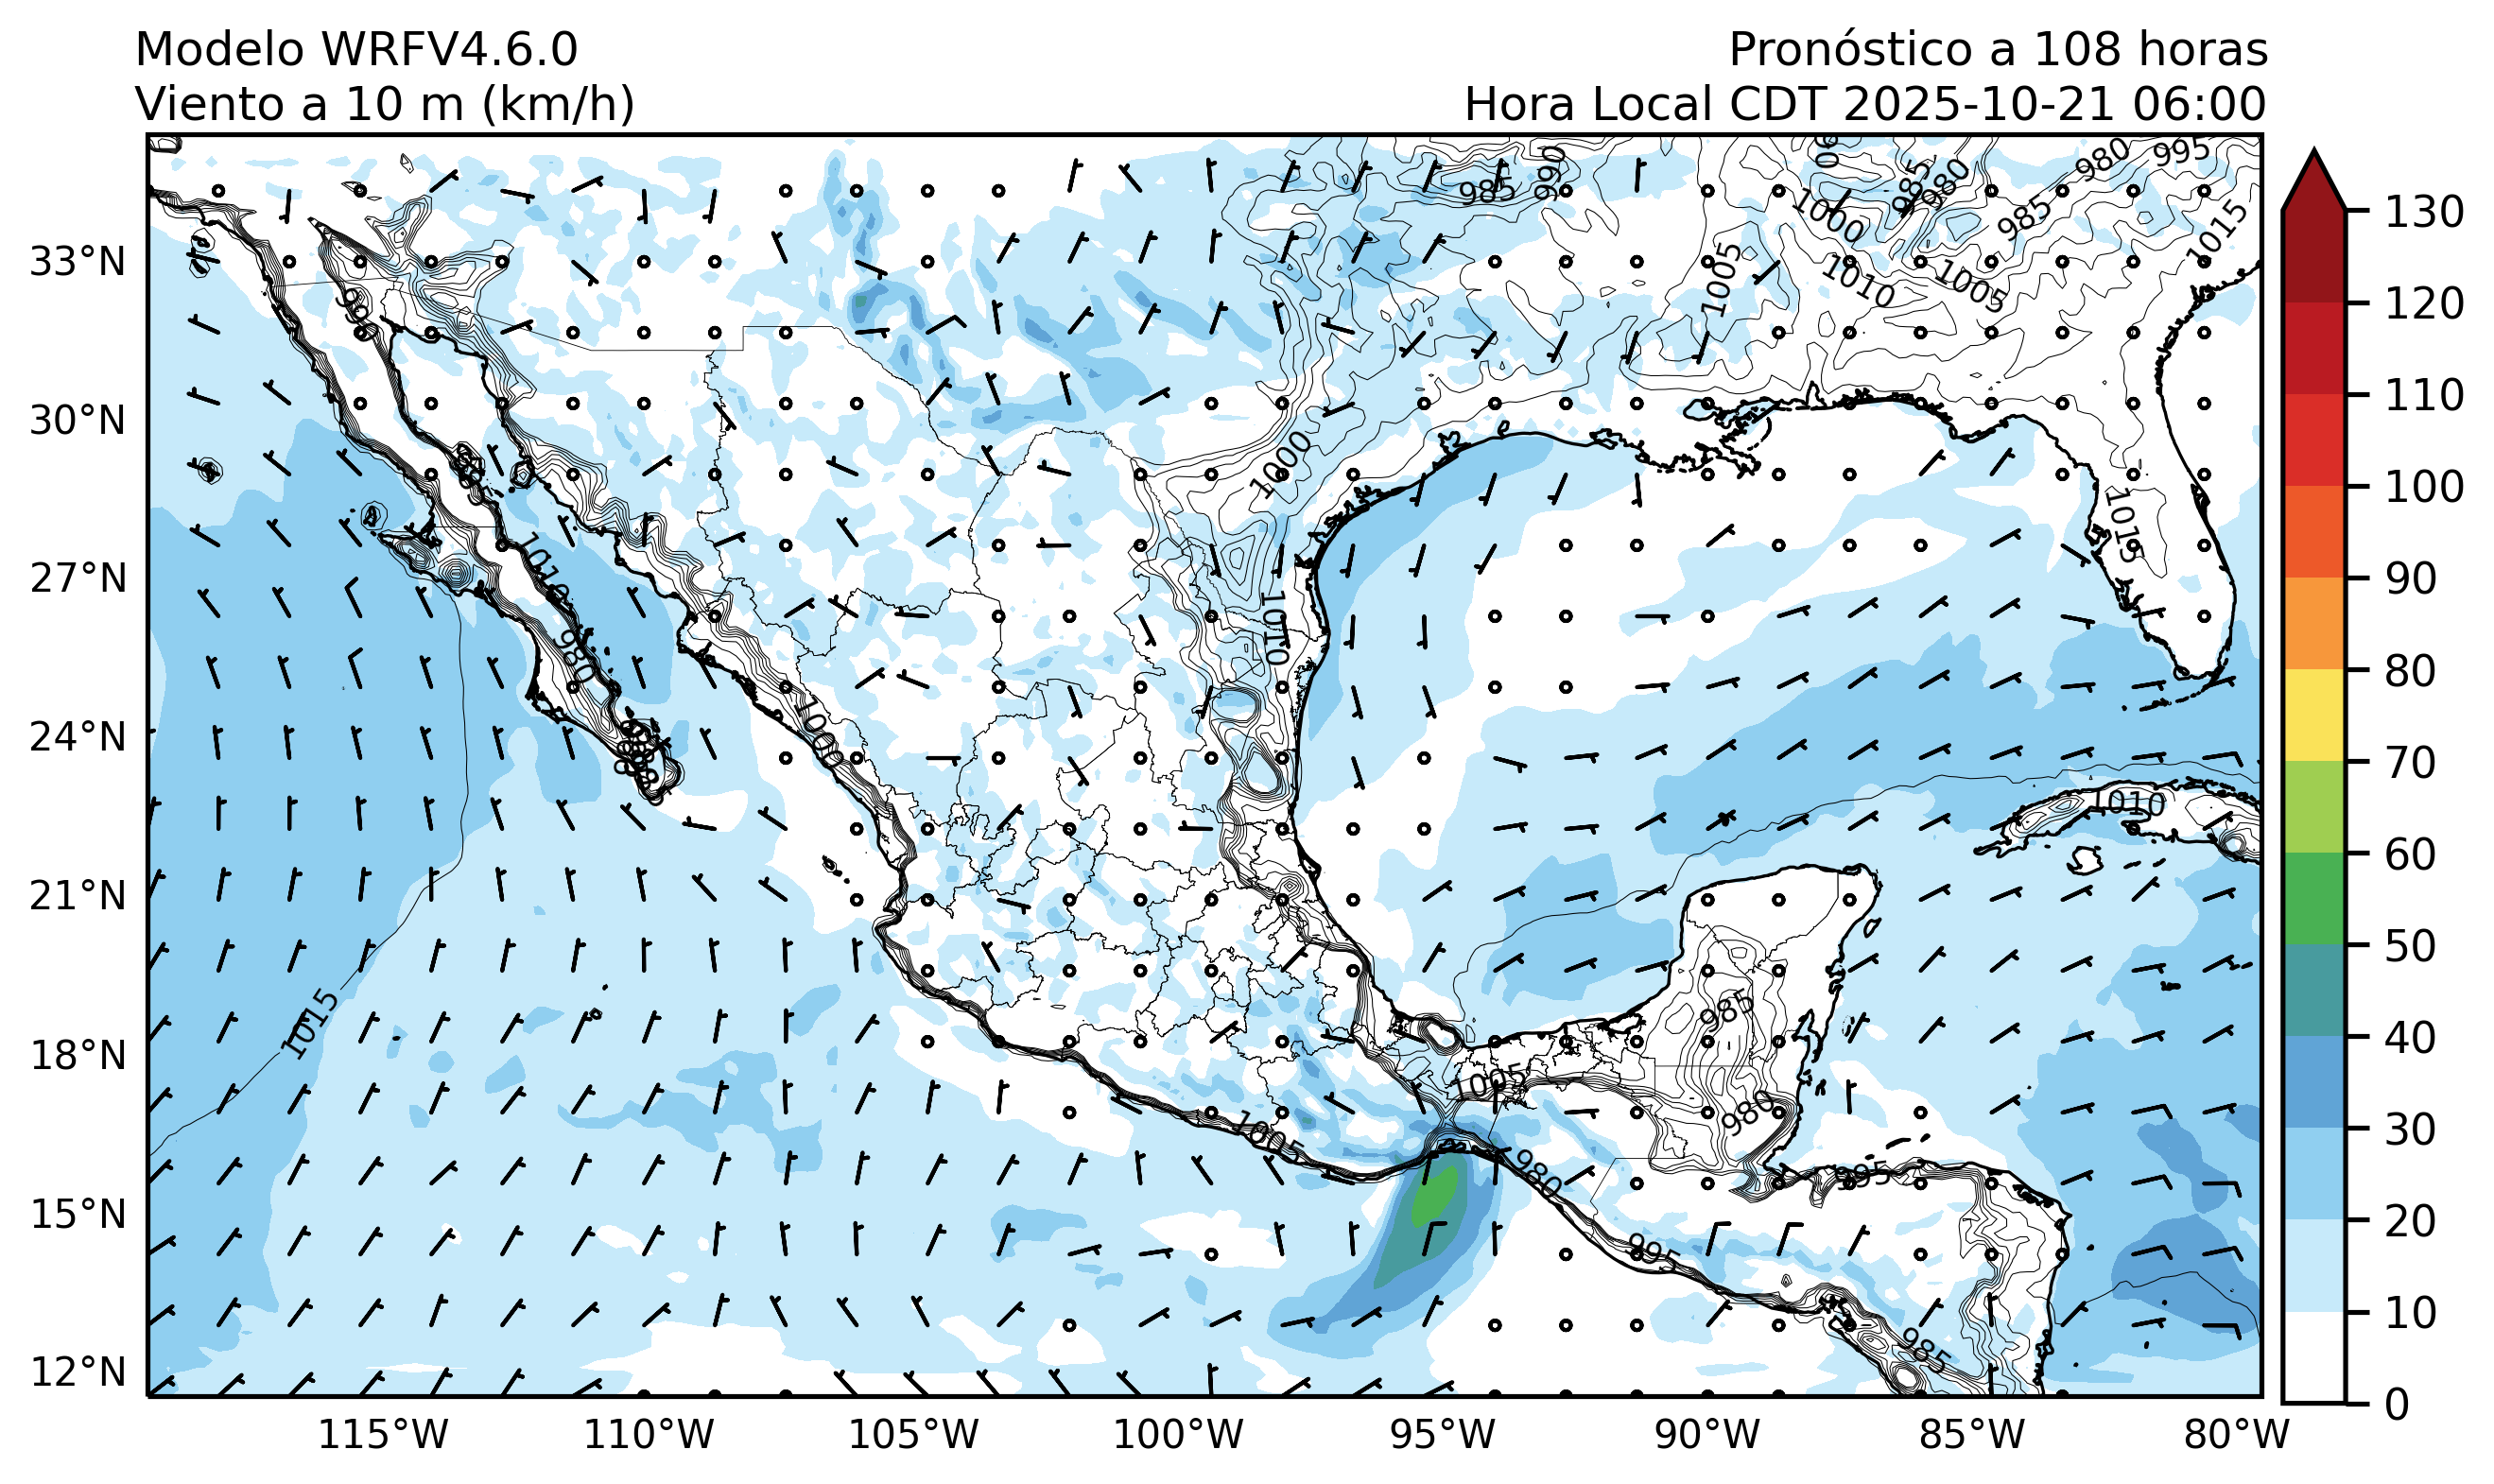 Modelo WRFV4.6.0
Viento a 10 m (km/h)
Pronóstico a 108 horas
Hora Local CDT 2025-10-21 06:00
33°N
30°N
27°N
24°N
21°N
18°N
15°N
12°N
115°W
110°W
105°W
100°W
95°W
90°W
85°W
80°W
130
120
110
100
90
80
70
60
50
40
30
20
10
0
985
990
985
980
980
995
1000
985
1015
1005
1010
1005
990
1000
1015
1010
1010
980
1000
1010
1015
985
1005
980
1005
980
995
995
985